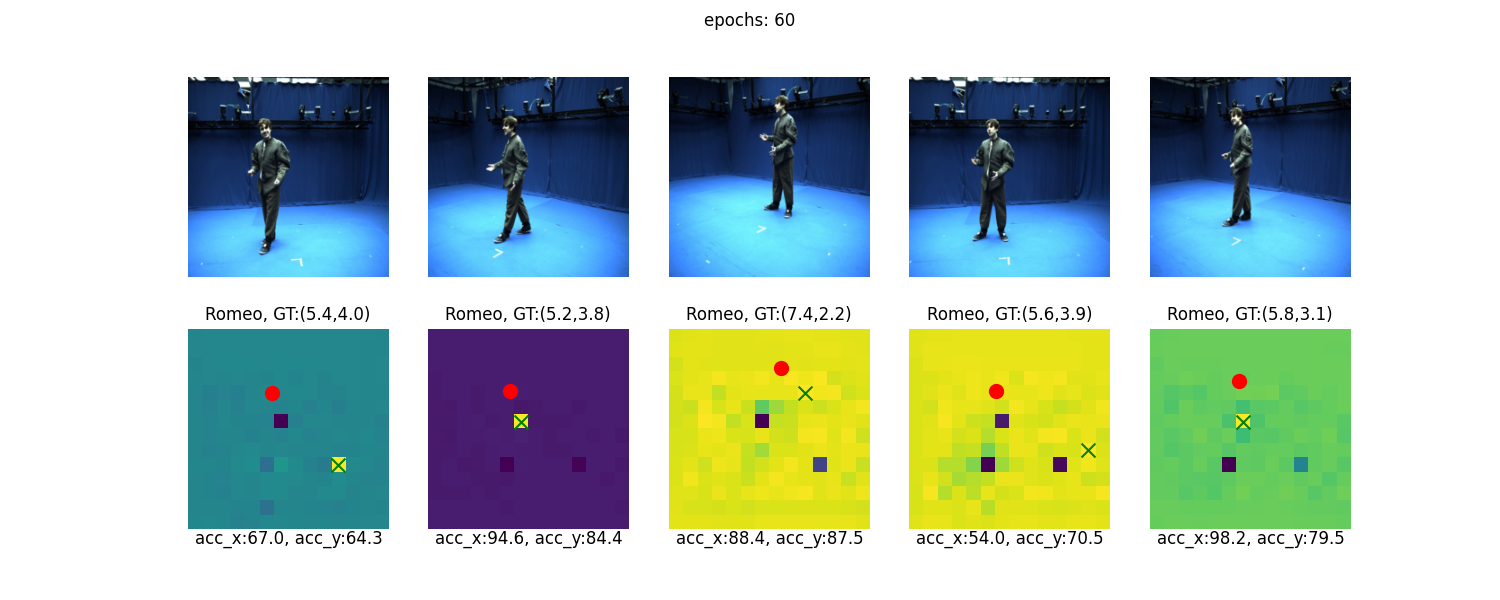 epochs: 60
Romeo, GT:(5.4,4.0)
Romeo, GT:(5.2,3.8)
Romeo, GT:(7.4,2.2)
Romeo, GT:(5.6,3.9)
Romeo, GT:(5.8,3.1)
acc_x:67.0, acc_y:64.3
acc_x:94.6, acc_y:84.4
acc_x:88.4, acc_y:87.5
acc_x:54.0, acc_y:70.5
acc_x:98.2, acc_y:79.5